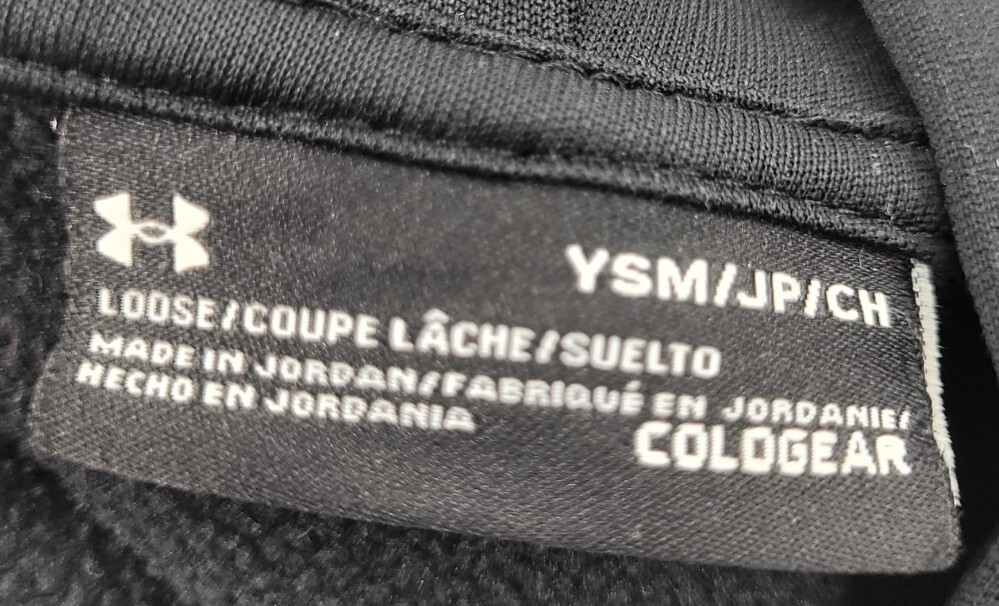 YSM/JP/CH
LOOSE/COUPE LÂCHE/SUELTO
MADE IN JORDAN/FABRIQUÉ EN JORDANIE/
HECHO EN JORDANIA
COLDGEAR